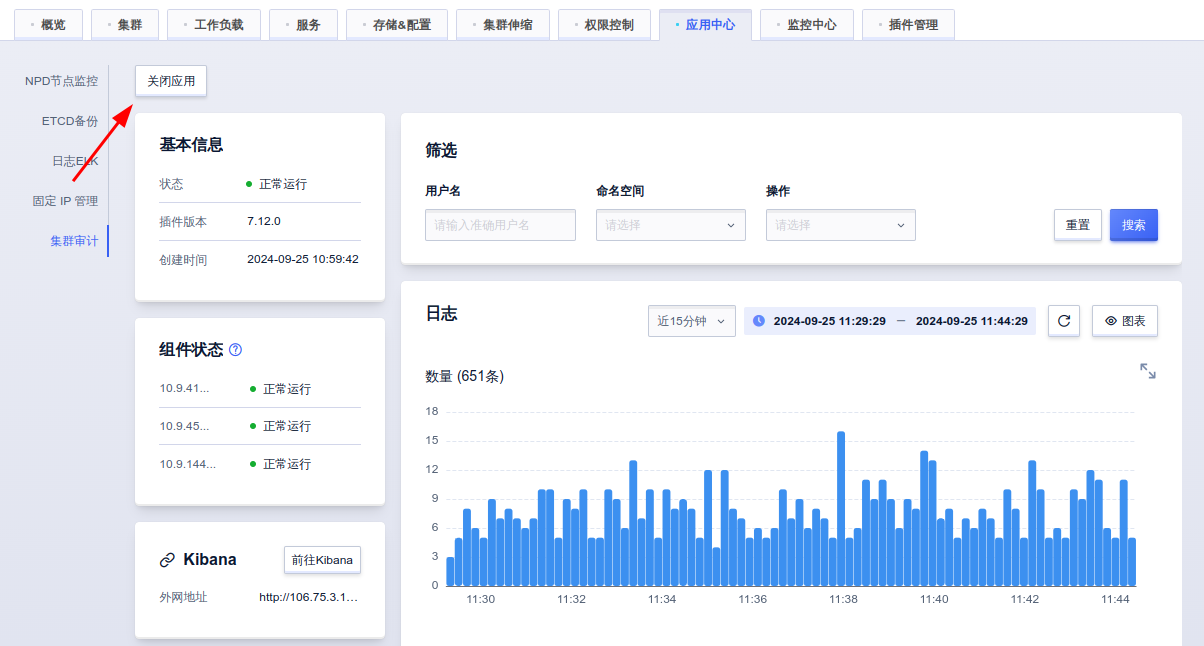 概览 集群 工作负载 服务 存储&配置 集群伸缩 权限控制 应用中心 监控中心 插件管理
NPD节点监控
ETCD备份
日志ELK
固定 IP 管理
集群审计
关闭应用
基本信息
状态 正常运行
插件版本 7.12.0
创建时间 2024-09-25 10:59:42
组件状态
10.9.41... 正常运行
10.9.45... 正常运行
10.9.144... 正常运行
Kibana 前往Kibana
外网地址 http://106.75.3.1...
筛选
用户名 命名空间 操作
请输入准确用户名 请选择 请选择 重置 搜索
日志 近15分钟 2024-09-25 11:29:29 — 2024-09-25 11:44:29 图表
数量 (651条)
18
15
12
9
6
3
0
11:30 11:32 11:34 11:36 11:38 11:40 11:42 11:44